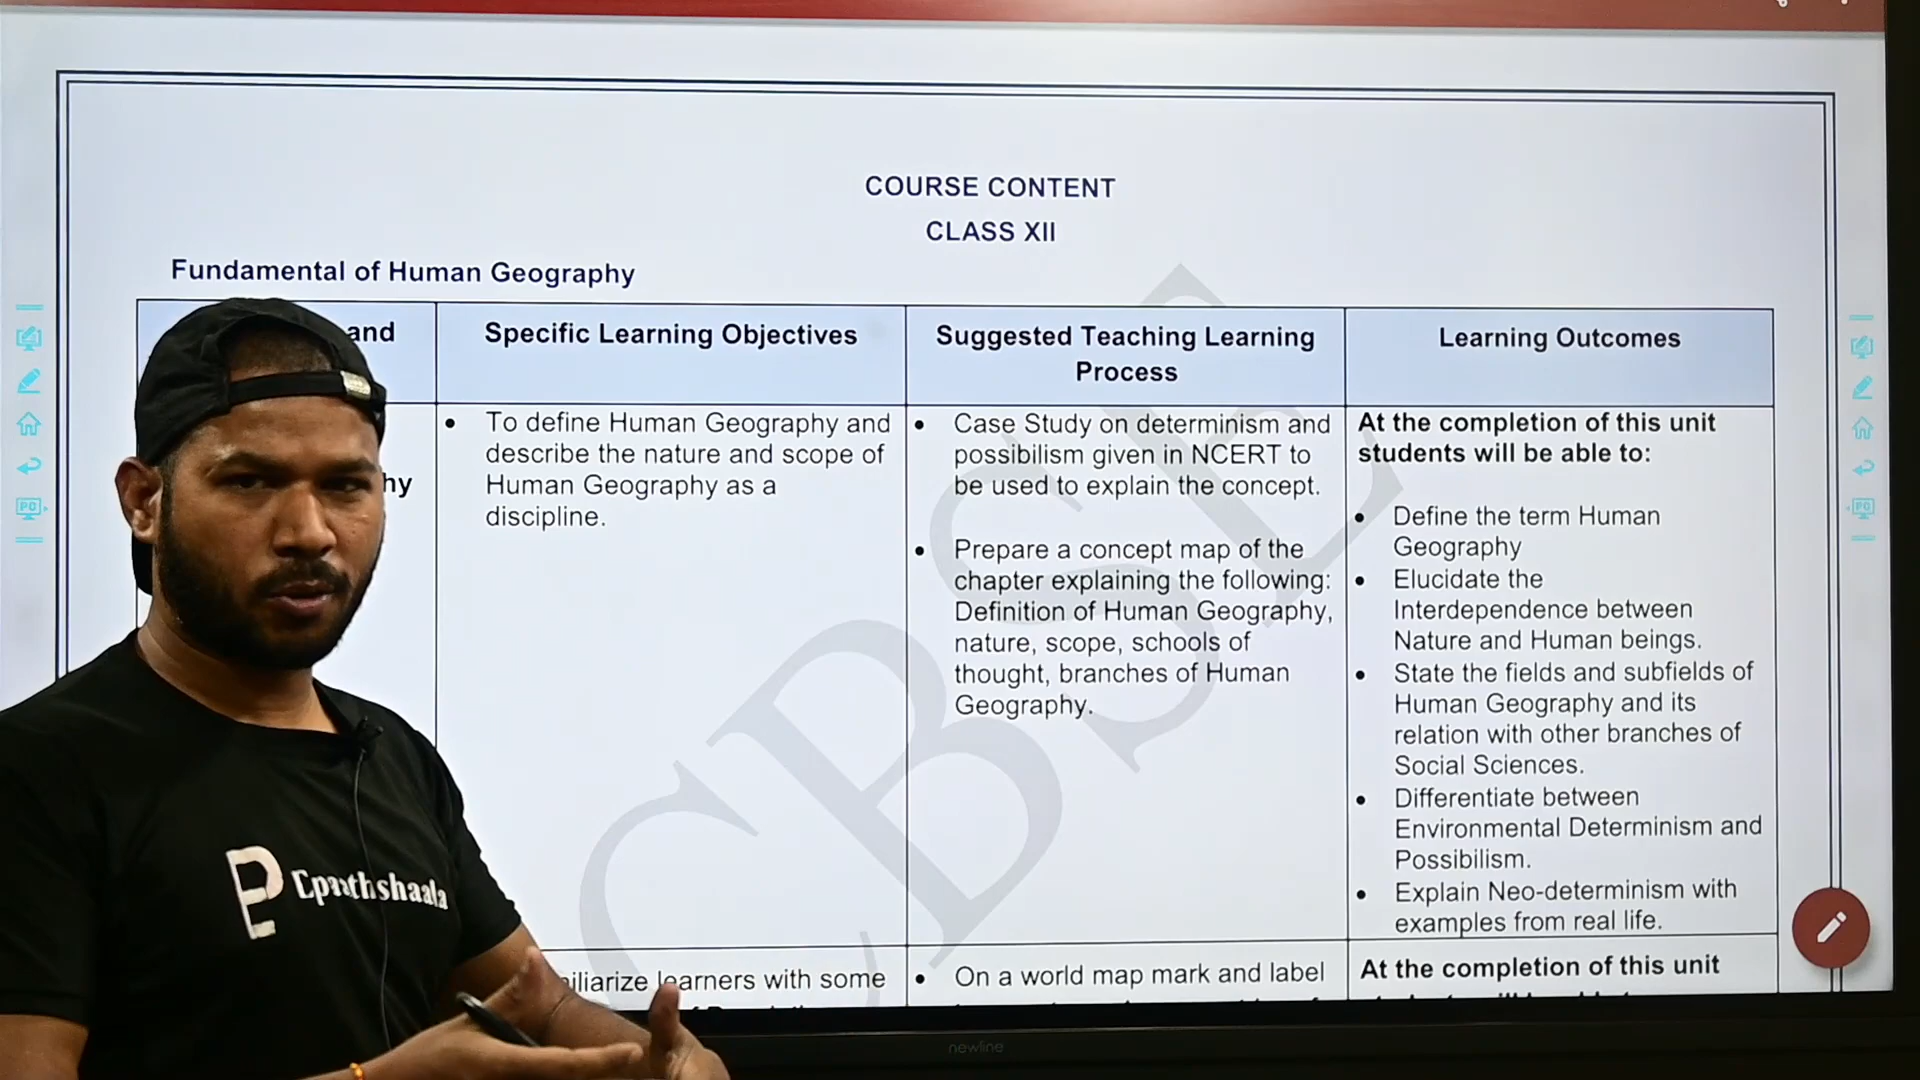 COURSE CONTENT
CLASS XII
Fundamental of Human Geography
and
hy
Specific Learning Objectives
To define Human Geography and
describe the nature and scope of
Human Geography as a
discipline.
iliarize learners with some
Suggested Teaching Learning
Process
Case Study on determinism and
possibilism given in NCERT to
be used to explain the concept.
Prepare a concept map of the
chapter explaining the following:
Definition of Human Geography,
nature, scope, schools of
thought, branches of Human
Geography.
On a world map mark and label
Learning Outcomes
At the completion of this unit
students will be able to:
Define the term Human
Geography
Elucidate the
Interdependence between
Nature and Human beings.
State the fields and subfields of
Human Geography and its
relation with other branches of
Social Sciences.
Differentiate between
Environmental Determinism and
Possibilism.
Explain Neo-determinism with
examples from real life.
At the completion of this unit
CBSE
PC
PC
Epaathshaala
newline